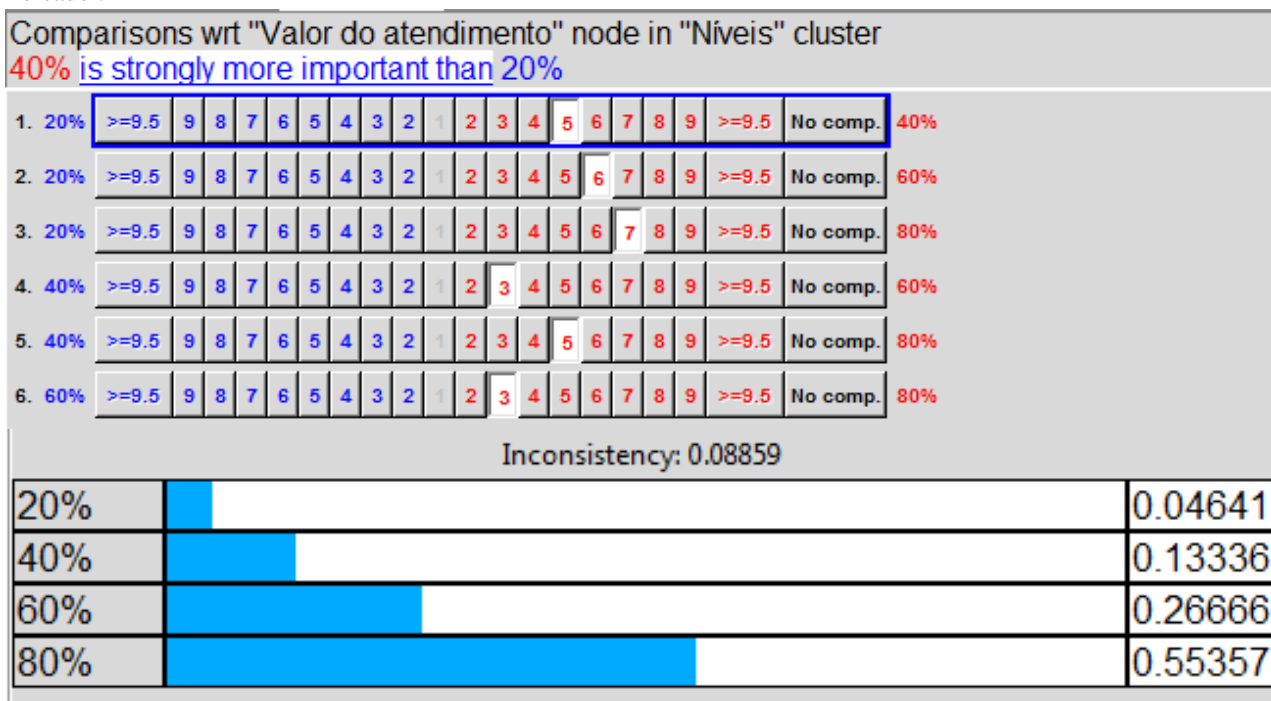 Comparisons wrt "Valor do atendimento" node in "Níveis" cluster
40% is strongly more important than 20%
1. 20% >=9.5 9 8 7 6 5 4 3 2 1 2 3 4 5 6 7 8 9 >=9.5 No comp. 40%
2. 20% >=9.5 9 8 7 6 5 4 3 2 1 2 3 4 5 6 7 8 9 >=9.5 No comp. 60%
3. 20% >=9.5 9 8 7 6 5 4 3 2 1 2 3 4 5 6 7 8 9 >=9.5 No comp. 80%
4. 40% >=9.5 9 8 7 6 5 4 3 2 1 2 3 4 5 6 7 8 9 >=9.5 No comp. 60%
5. 40% >=9.5 9 8 7 6 5 4 3 2 1 2 3 4 5 6 7 8 9 >=9.5 No comp. 80%
6. 60% >=9.5 9 8 7 6 5 4 3 2 1 2 3 4 5 6 7 8 9 >=9.5 No comp. 80%
Inconsistency: 0.08859
20% 0.04641
40% 0.13336
60% 0.26666
80% 0.55357